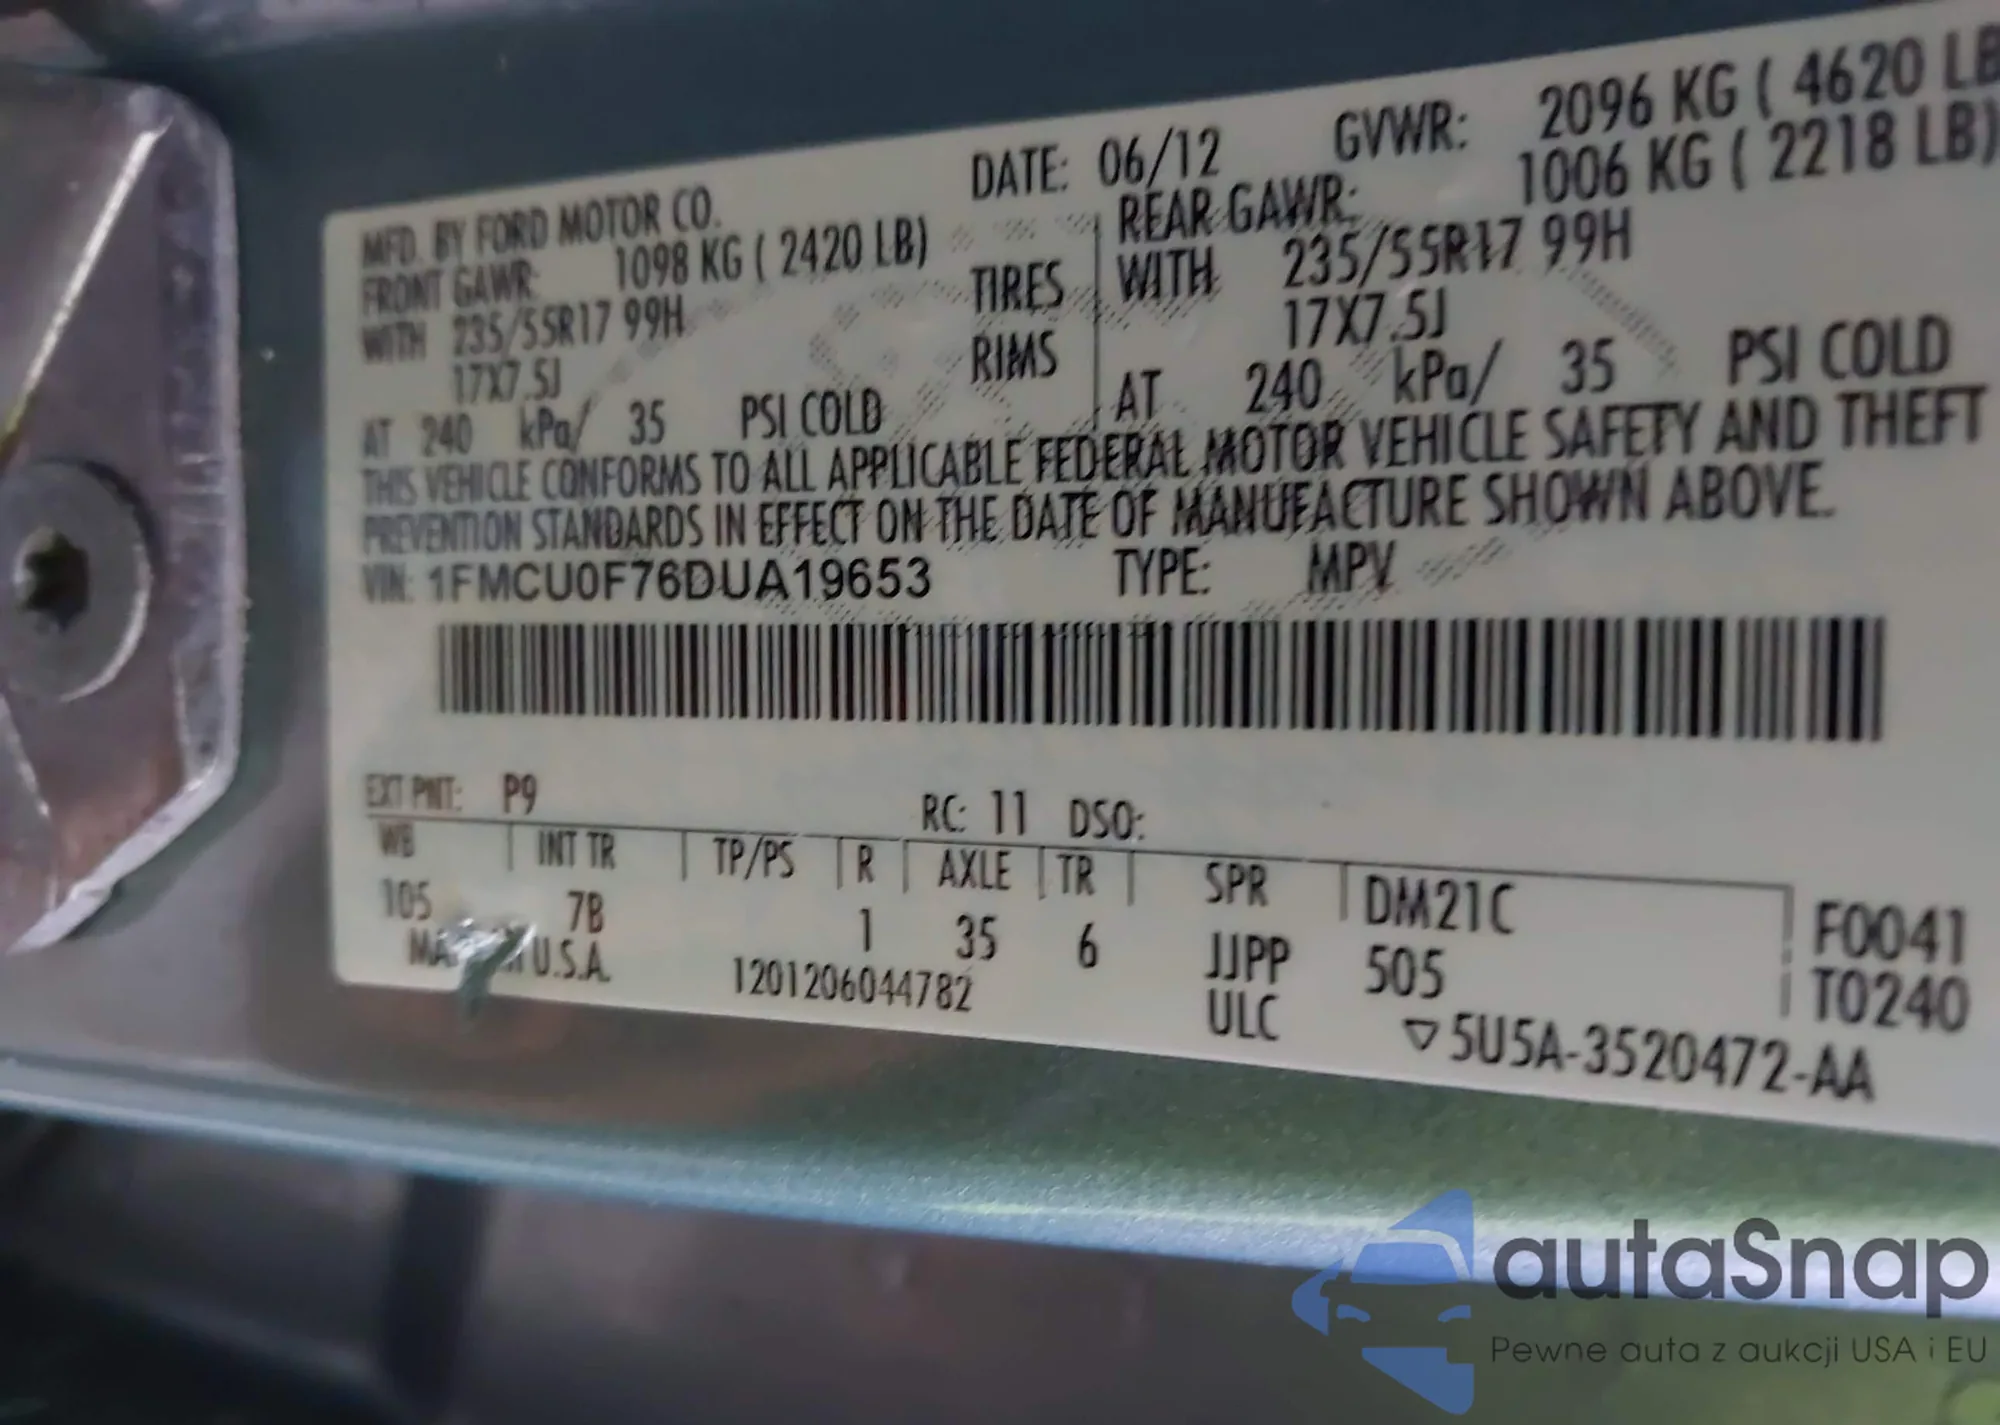 MFD. BY FORD MOTOR CO. DATE: 06/12 GVWR: 2096 KG ( 4620 LB
FRONT GAWR: 1098 KG ( 2420 LB) REAR GAWR: 1006 KG ( 2218 LB)
WITH 235/55R17 99H TIRES WITH 235/55R17 99H
17X7.5J RIMS 17X7.5J
AT 240 kPa/ 35 PSI COLD AT 240 kPa/ 35 PSI COLD
THIS VEHICLE CONFORMS TO ALL APPLICABLE FEDERAL MOTOR VEHICLE SAFETY AND THEFT
PREVENTION STANDARDS IN EFFECT ON THE DATE OF MANUFACTURE SHOWN ABOVE.
VIN: 1FMCU0F76DUA19653 TYPE: MPV
EXT PNT: P9 RC: 11 DSO:
WB INT TR TP/PS R AXLE TR SPR DM21C F0041
105 7B 1 35 6 JJPP 505 T0240
U.S.A. 1201206044782 ULC ▽5U5A-3520472-AA
autaSnap
Pewne auta z aukcji USA i EU